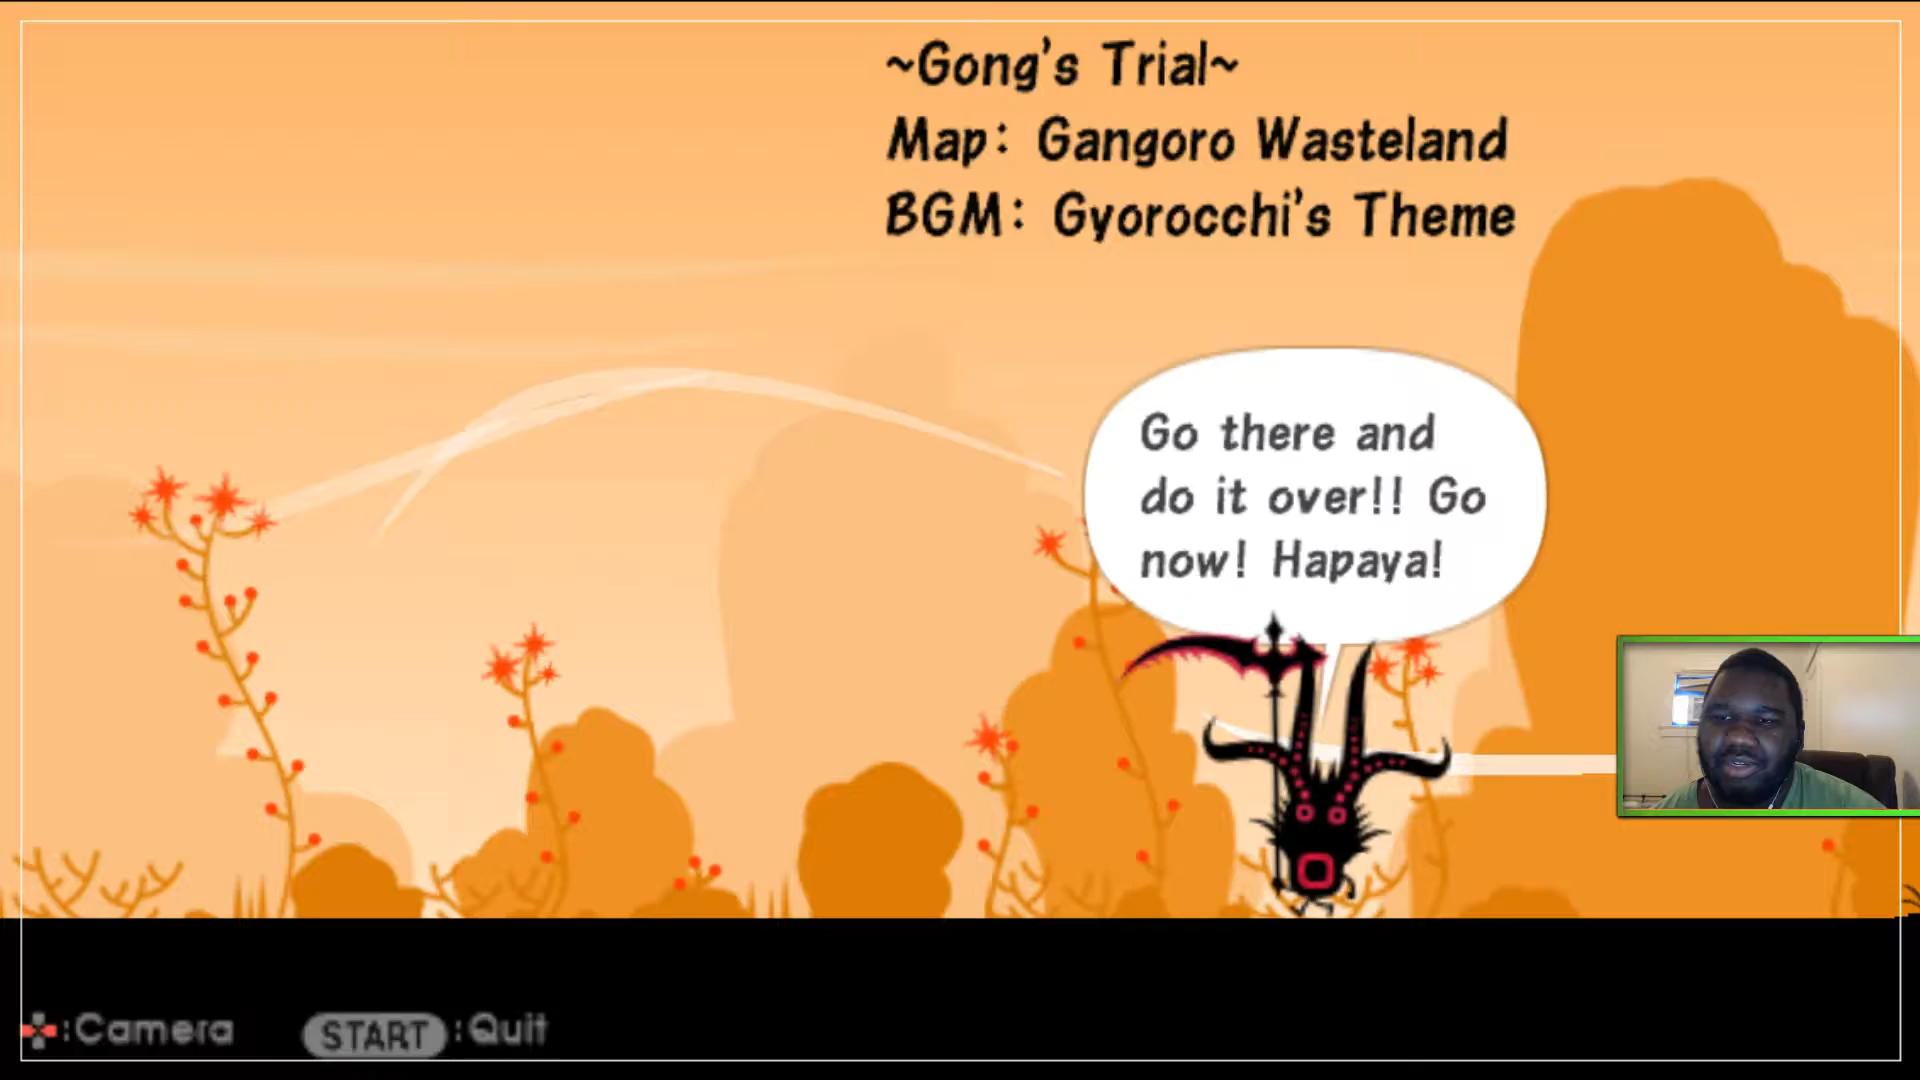 ~Gong's Trial~
Map: Gangoro Wasteland
BGM: Gyorocchi's Theme
Go there and
do it over!! Go
now! Hapaya!
:Camera START :Quit